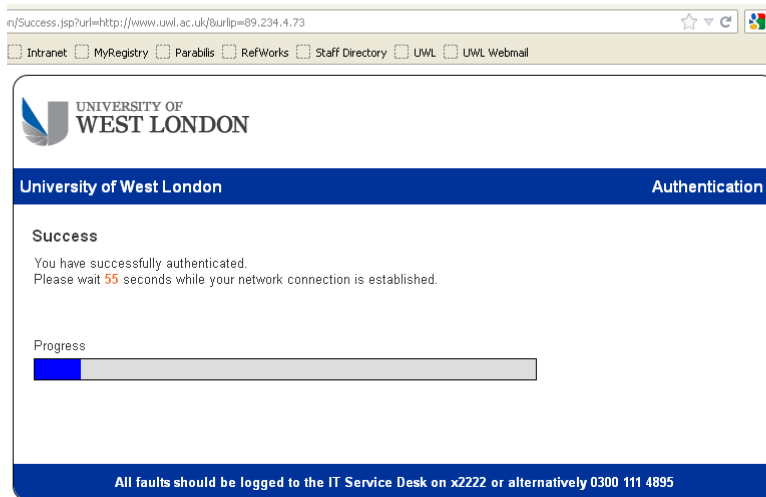 on/Success.jsp?url=http://www.uwl.ac.uk/&urlip=89.234.4.73
Intranet MyRegistry Parabilis RefWorks Staff Directory UWL UWL Webmail
UNIVERSITY OF
WEST LONDON
University of West London Authentication
Success
You have successfully authenticated.
Please wait 55 seconds while your network connection is established.
Progress
All faults should be logged to the IT Service Desk on x2222 or alternatively 0300 111 4895